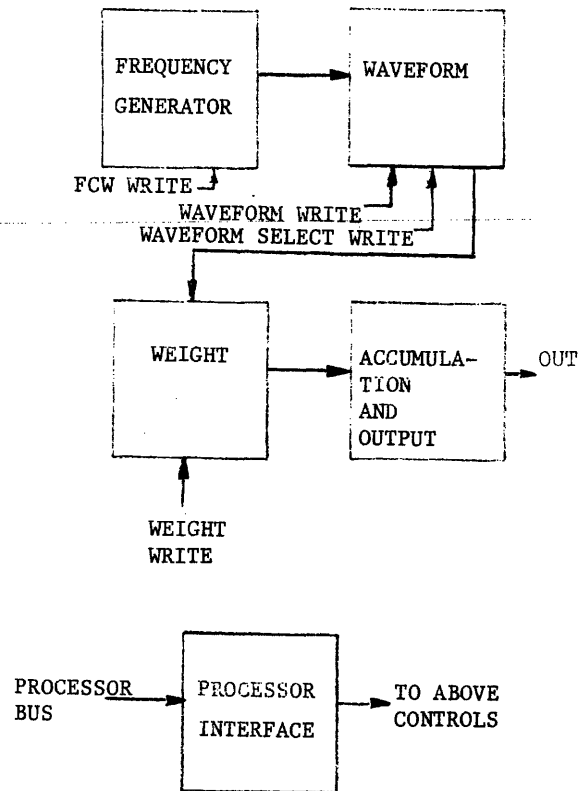 FREQUENCY
GENERATOR
WAVEFORM
FCW WRITE
WAVEFORM WRITE
WAVEFORM SELECT WRITE
WEIGHT
ACCUMULA-
TION
AND
OUTPUT
OUT
WEIGHT
WRITE
PROCESSOR
BUS
PROCESSOR
INTERFACE
TO ABOVE
CONTROLS